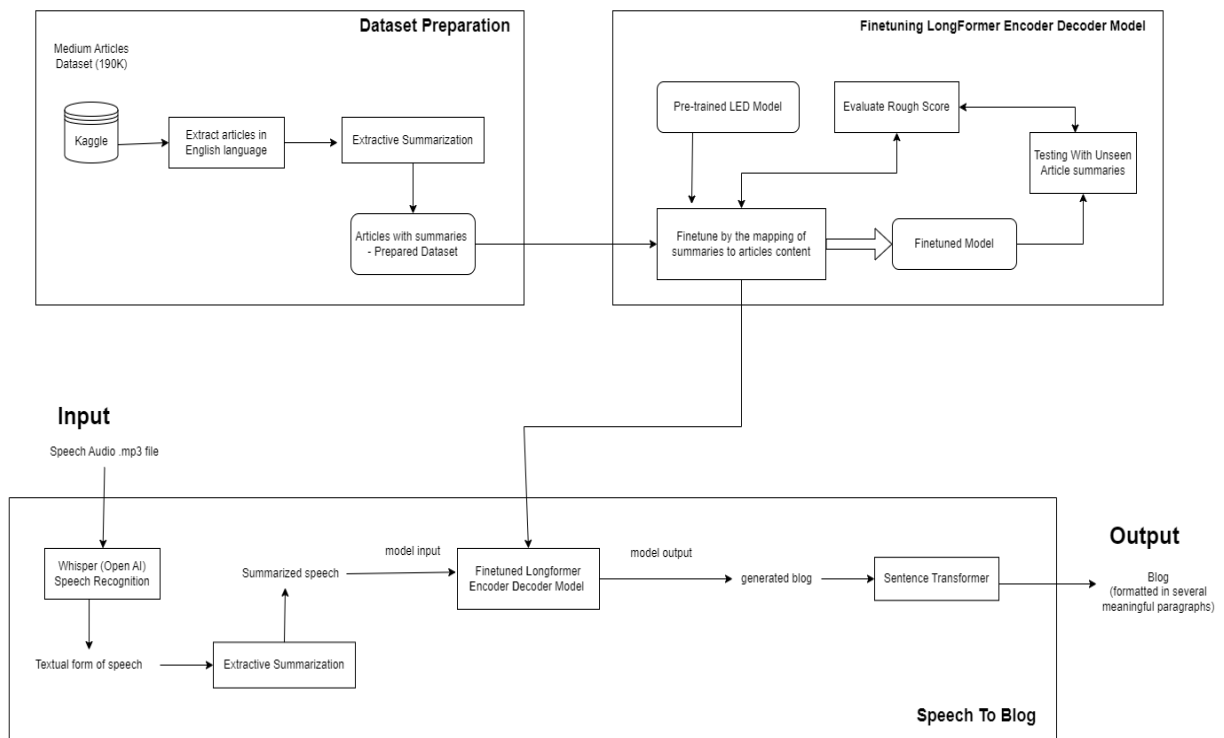 Dataset Preparation
Medium Articles
Dataset (190K)
Kaggle
Extract articles in
English language
Extractive Summarization
Articles with summaries
- Prepared Dataset
Finetuning LongFormer Encoder Decoder Model
Pre-trained LED Model
Evaluate Rough Score
Testing With Unseen
Article summaries
Finetune by the mapping of
summaries to articles content
Finetuned Model
Input
Speech Audio .mp3 file
Whisper (Open AI)
Speech Recognition
Textual form of speech
Extractive Summarization
Summarized speech
model input
Finetuned Longformer
Encoder Decoder Model
model output
generated blog
Sentence Transformer
Speech To Blog
Output
Blog
(formatted in several
meaningful paragraphs)